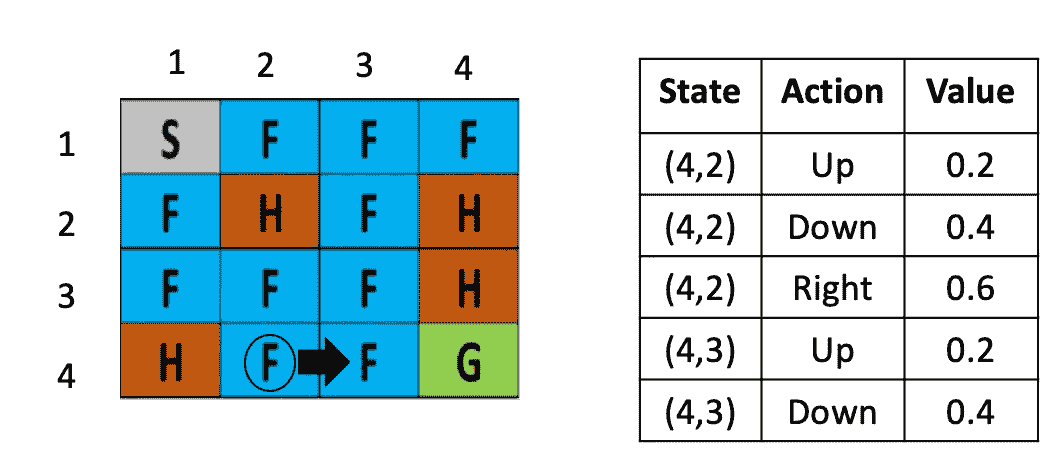 1 2 3 4
1 S F F F
2 F H F H
3 F F F H
4 H F F G
State Action Value
(4,2) Up 0.2
(4,2) Down 0.4
(4,2) Right 0.6
(4,3) Up 0.2
(4,3) Down 0.4